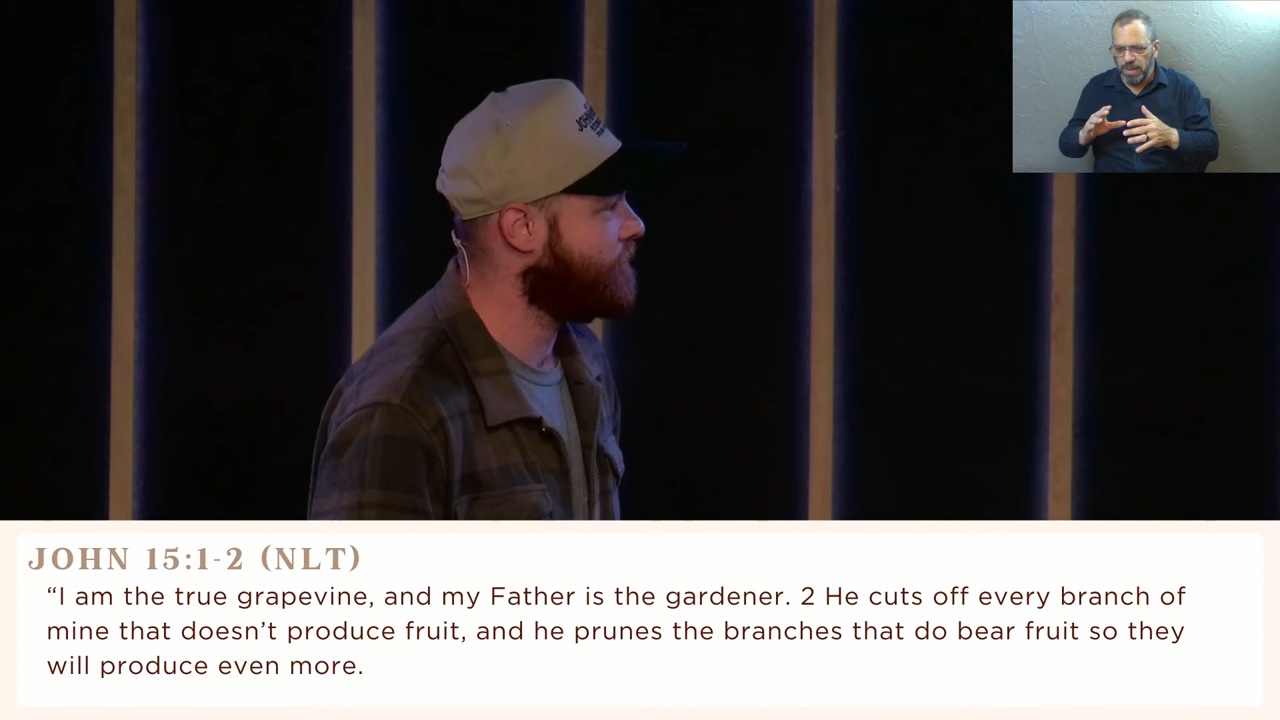 JOHN 15:1-2 (NLT)
“I am the true grapevine, and my Father is the gardener. 2 He cuts off every branch of
mine that doesn’t produce fruit, and he prunes the branches that do bear fruit so they
will produce even more.